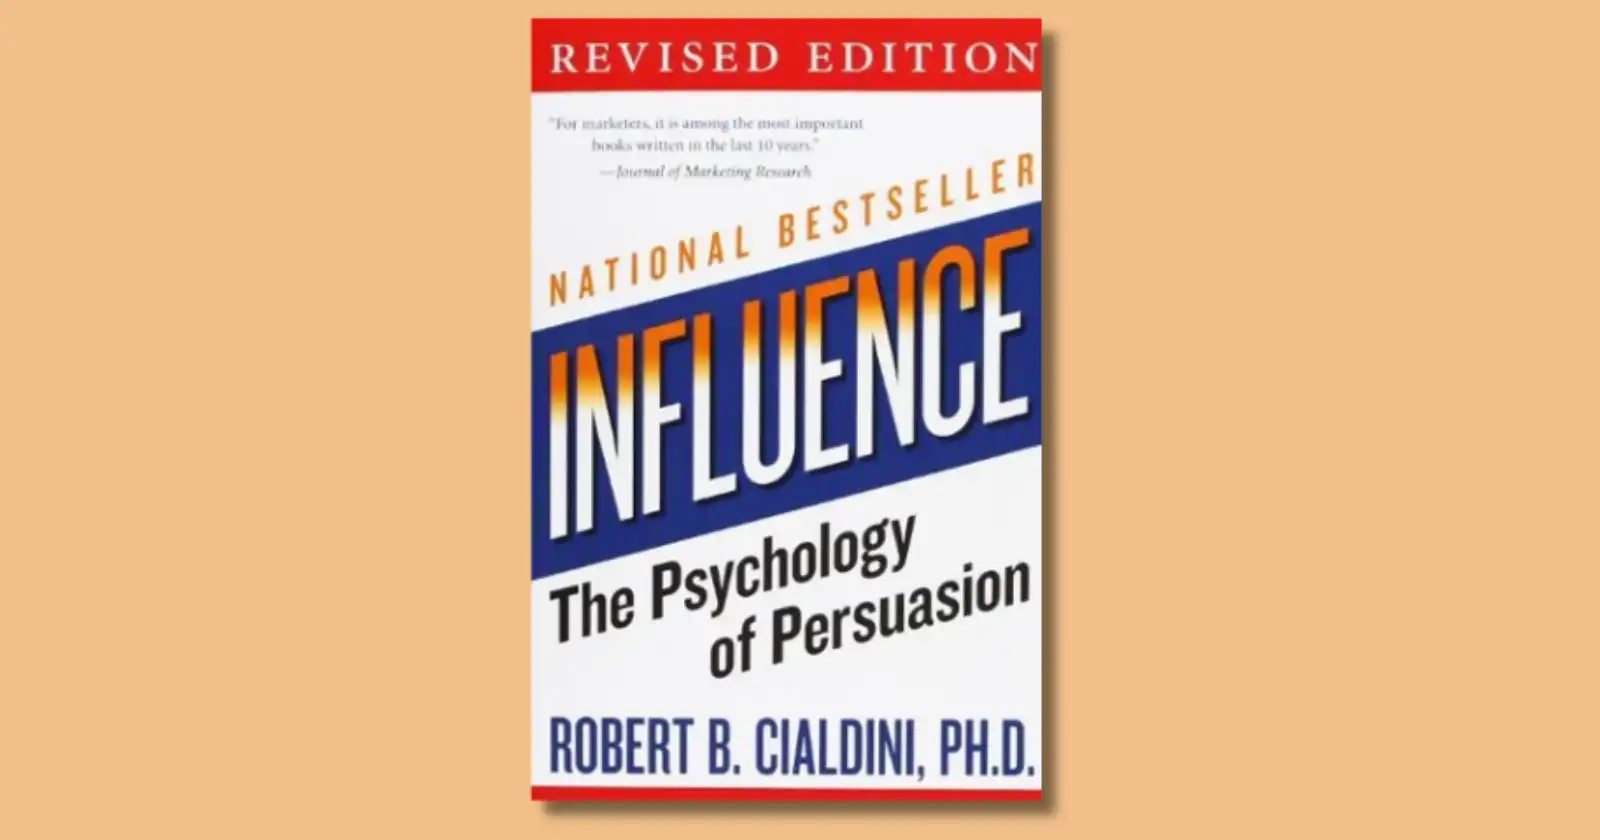 REVISED EDITION
"For marketers, it is among the most important
books written in the last 10 years."
—Journal of Marketing Research
NATIONAL BESTSELLER
INFLUENCE
The Psychology
of Persuasion
ROBERT B. CIALDINI, PH.D.